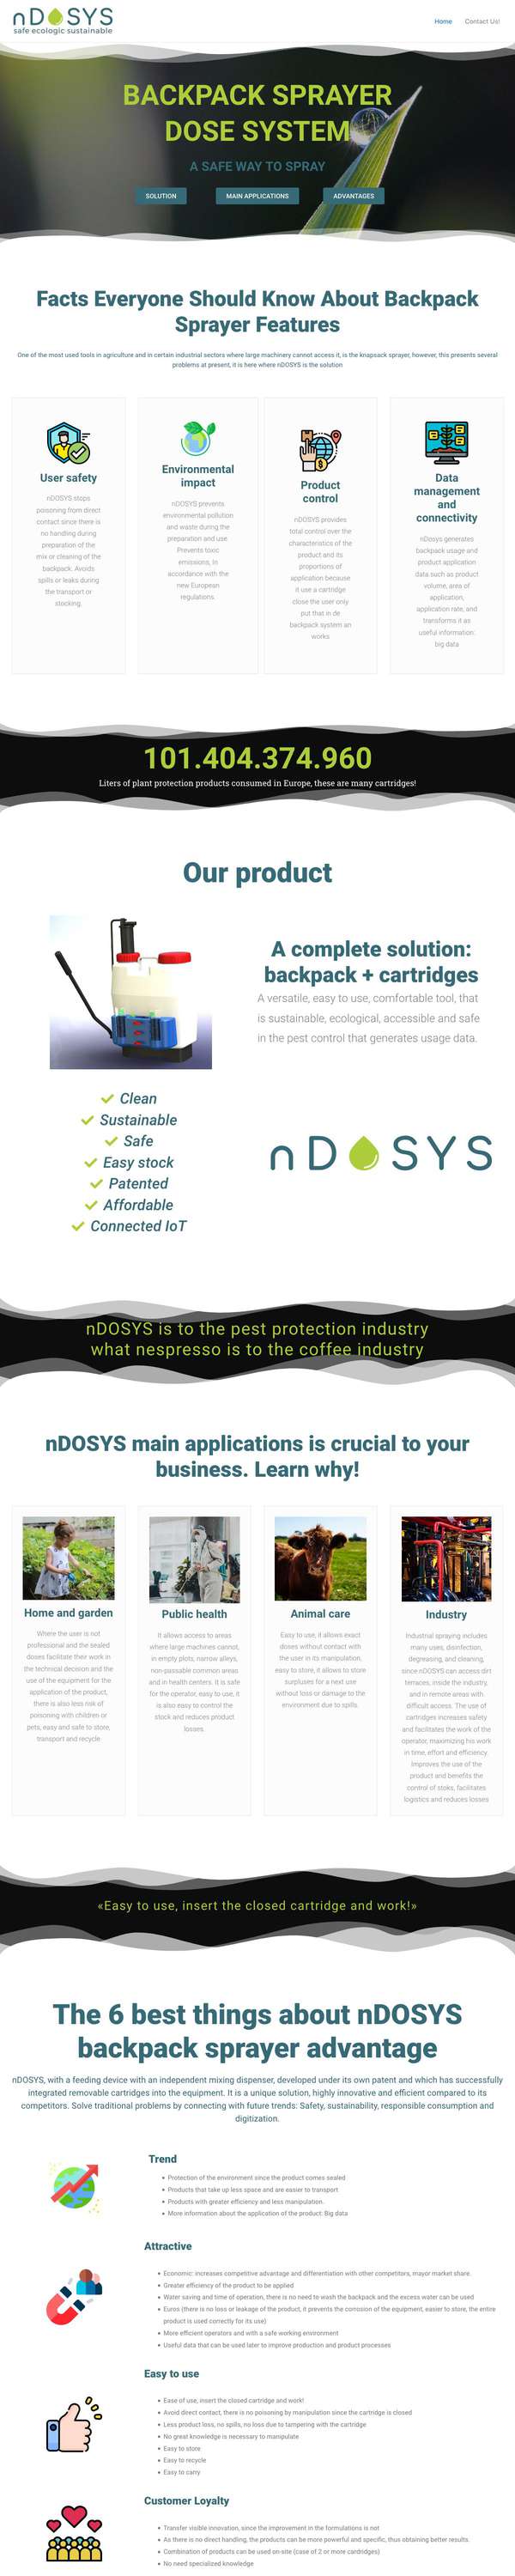 nDOSYS
safe ecologic sustainable
Home Contact Us!
BACKPACK SPRAYER
DOSE SYSTEM
A SAFE WAY TO SPRAY
SOLUTION MAIN APPLICATIONS ADVANTAGES
Facts Everyone Should Know About Backpack
Sprayer Features
One of the most used tools in agriculture and in certain industrial sectors where large machinery cannot access it, is the knapsack sprayer, however, this presents several
problems at present, it is here where nDOSYS is the solution
User safety
nDOSYS stops
poisoning from direct
contact since there is
no handling during
preparation of the
mix or cleaning of the
backpack. Avoids
spills or leaks during
the transport or
stocking.
Environmental
impact
nDOSYS prevents
environmental pollution
and waste during the
preparation and use
Prevents toxic
emissions, in
accordance with the
new European
regulations.
Product
control
nDOSYS provides
total control over the
characteristics of the
product and its
proportions of
application because
it use a cartridge
close the user only
put that in de
backpack system an
works.
Data
management
and
connectivity
nDosys generates
backpack usage and
product application
data such as product
volume, area of
application,
application rate, and
transforms it as
useful information:
big data
101.404.374.960
Liters of plant protection products consumed in Europe, these are many cartridges!
Our product
A complete solution:
backpack + cartridges
A versatile, easy to use, comfortable tool, that
is sustainable, ecological, accessible and safe
in the pest control that generates usage data.
Clean
Sustainable
Safe
Easy stock
Patented
Affordable
Connected IoT
nDOSYS
nDOSYS is to the pest protection industry
what nespresso is to the coffee industry
nDOSYS main applications is crucial to your
business. Learn why!
Home and garden
Where the user is not
professional and the sealed
doses facilitate their work in
the technical decision and the
use of the equipment for the
application of the product,
there is also less risk of
poisoning with children or
pets, easy and safe to store,
transport and recycle
Public health
It allows access to areas
where large machines cannot,
in empty plots, narrow alleys,
non-passable common areas
and in health centers. It is safe
for the operator, easy to use, it
is also easy to control the
stock and reduces product
losses.
Animal care
Easy to use, it allows exact
doses without contact with
the user in its manipulation,
easy to store, it allows to store
surpluses for a next use
without loss or damage to the
environment due to spills.
Industry
Industrial spraying includes
many uses, disinfection,
degreasing, and cleaning,
since nDOSYS can access dirt
terraces, inside the industry,
and in remote areas with
difficult access. The use of
cartridges increases safety
and facilitates the work of the
operator, maximizing his work
in time, effort and efficiency.
Improves the use of the
product and benefits the
control of stoks, facilitates
logistics and reduces losses
«Easy to use, insert the closed cartridge and work!»
The 6 best things about nDOSYS
backpack sprayer advantage
nDOSYS, with a feeding device with an independent mixing dispenser, developed under its own patent and which has successfully
integrated removable cartridges into the equipment. It is a unique solution, highly innovative and efficient compared to its
competitors. Solve traditional problems by connecting with future trends: Safety, sustainability, responsible consumption and
digitization.
Trend
Protection of the environment since the product comes sealed
Products that take up less space and are easier to transport
Products with greater efficiency and less manipulation.
More information about the application of the product: Big data
Attractive
Economic: increases competitive advantage and differentiation with other competitors, mayor market share.
Greater efficiency of the product to be applied
Water saving and time of operation, there is no need to wash the backpack and the excess water can be used
Euros (there is no loss or leakage of the product, it prevents the corrosion of the equipment, easier to store, the entire
product is used correctly for its use)
More efficient operators and with a safe working environment
Useful data that can be used later to improve production and product processes
Easy to use
Ease of use, insert the closed cartridge and work!
Avoid direct contact, there is no poisoning by manipulation since the cartridge is closed
Less product loss, no spills, no loss due to tampering with the cartridge
No great knowledge is necessary to manipulate
Easy to store
Easy to recycle
Easy to carry
Customer Loyalty
Transfer visible innovation, since the improvement in the formulations is not
As there is no direct handling, the products can be more powerful and specific, thus obtaining better results
Combination of products can be used on-site (case of 2 or more cardridges)
No need specialized knowledge